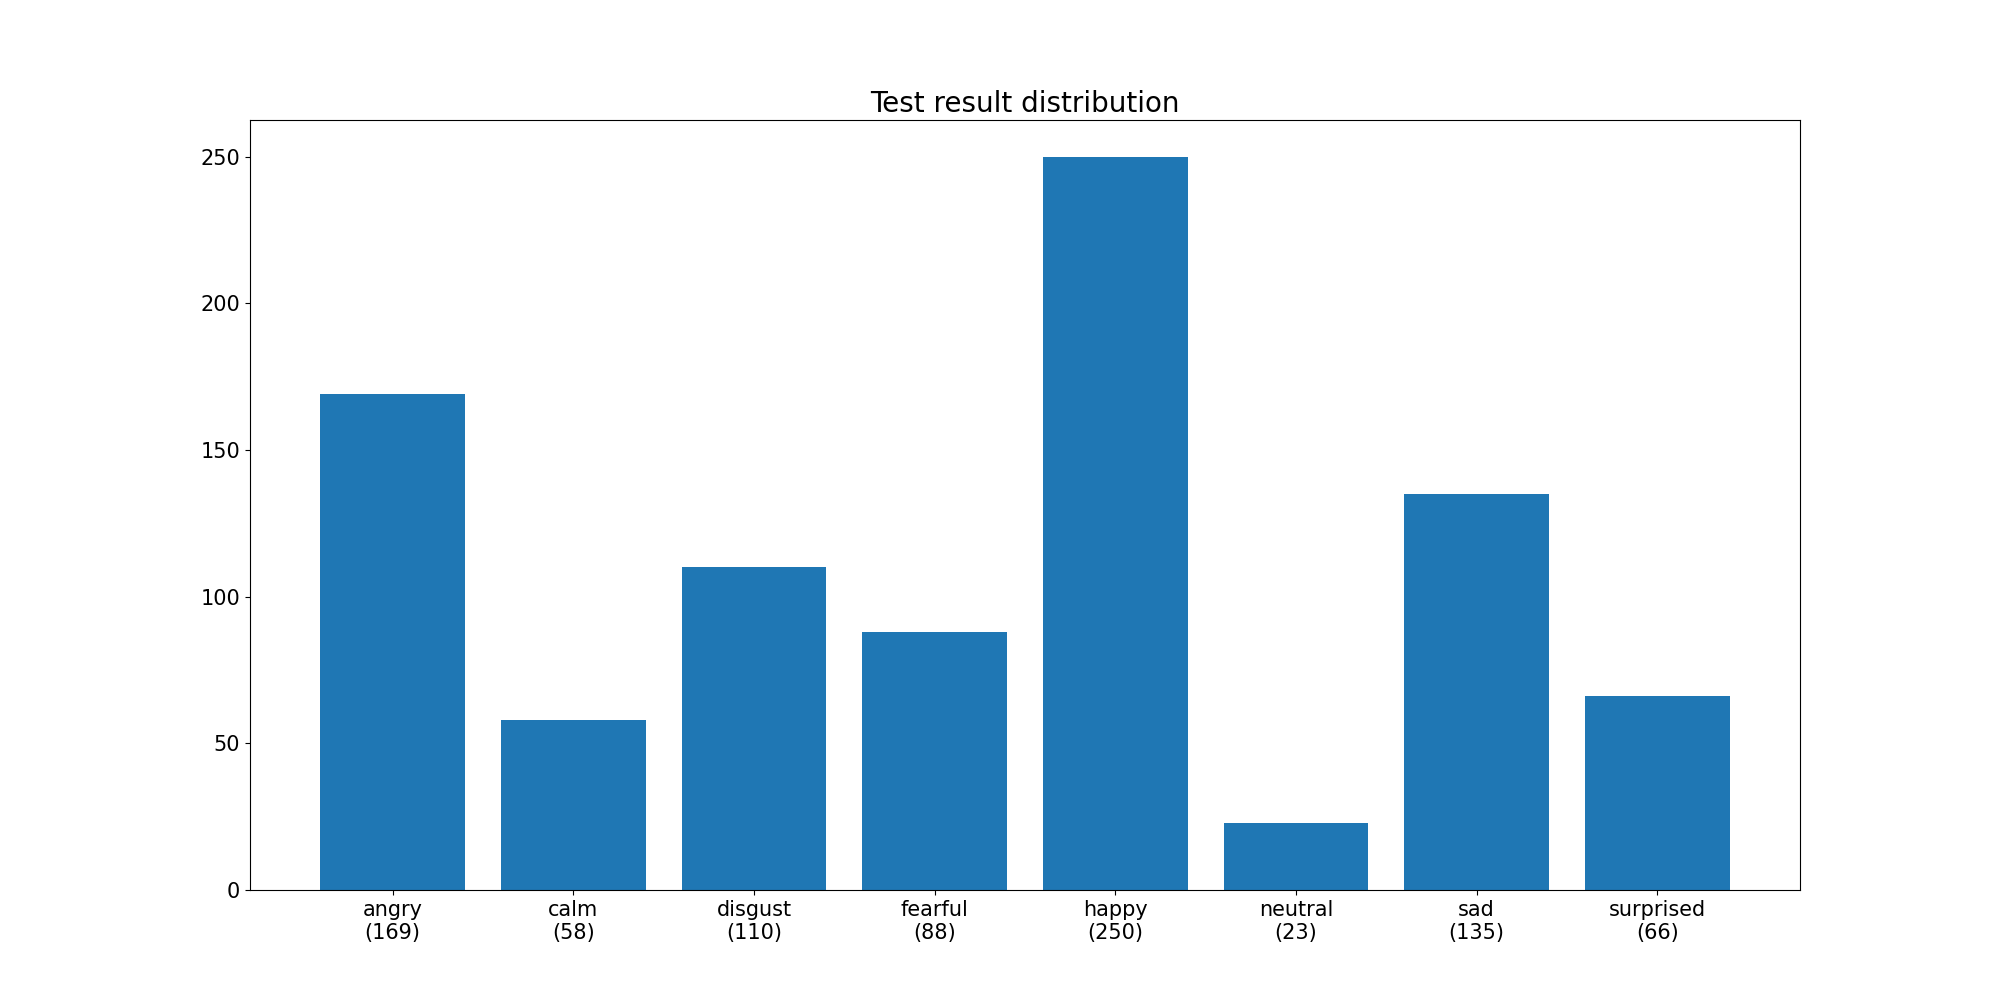 Test result distribution
250
200
150
100
50
0
angry
(169)
calm
(58)
disgust
(110)
fearful
(88)
happy
(250)
neutral
(23)
sad
(135)
surprised
(66)